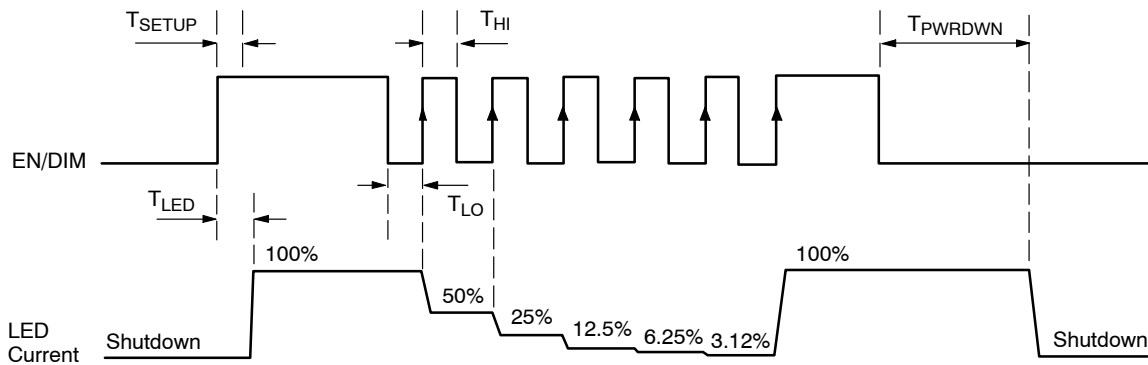 TSETUP
THI
TPWRDWN
EN/DIM
TLED
TLO
100%
100%
50%
25%
12.5%
6.25%
3.12%
LED
Current
Shutdown
Shutdown